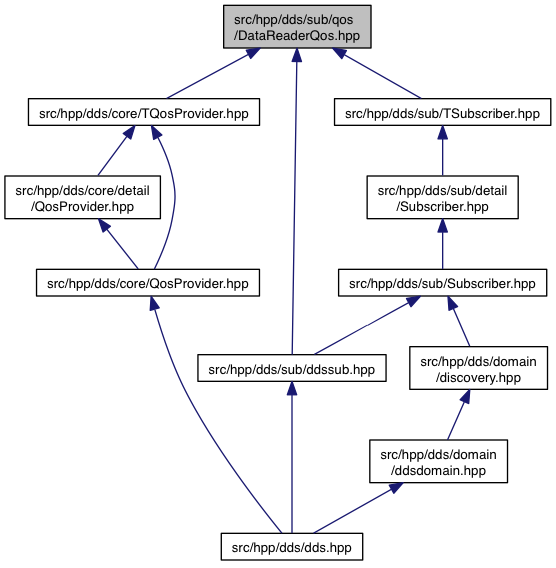 src/hpp/dds/sub/qos
/DataReaderQos.hpp
src/hpp/dds/core/TQosProvider.hpp
src/hpp/dds/sub/TSubscriber.hpp
src/hpp/dds/core/detail
/QosProvider.hpp
src/hpp/dds/sub/detail
/Subscriber.hpp
src/hpp/dds/core/QosProvider.hpp
src/hpp/dds/sub/Subscriber.hpp
src/hpp/dds/sub/ddssub.hpp
src/hpp/dds/domain
/discovery.hpp
src/hpp/dds/domain
/ddsdomain.hpp
src/hpp/dds/dds.hpp